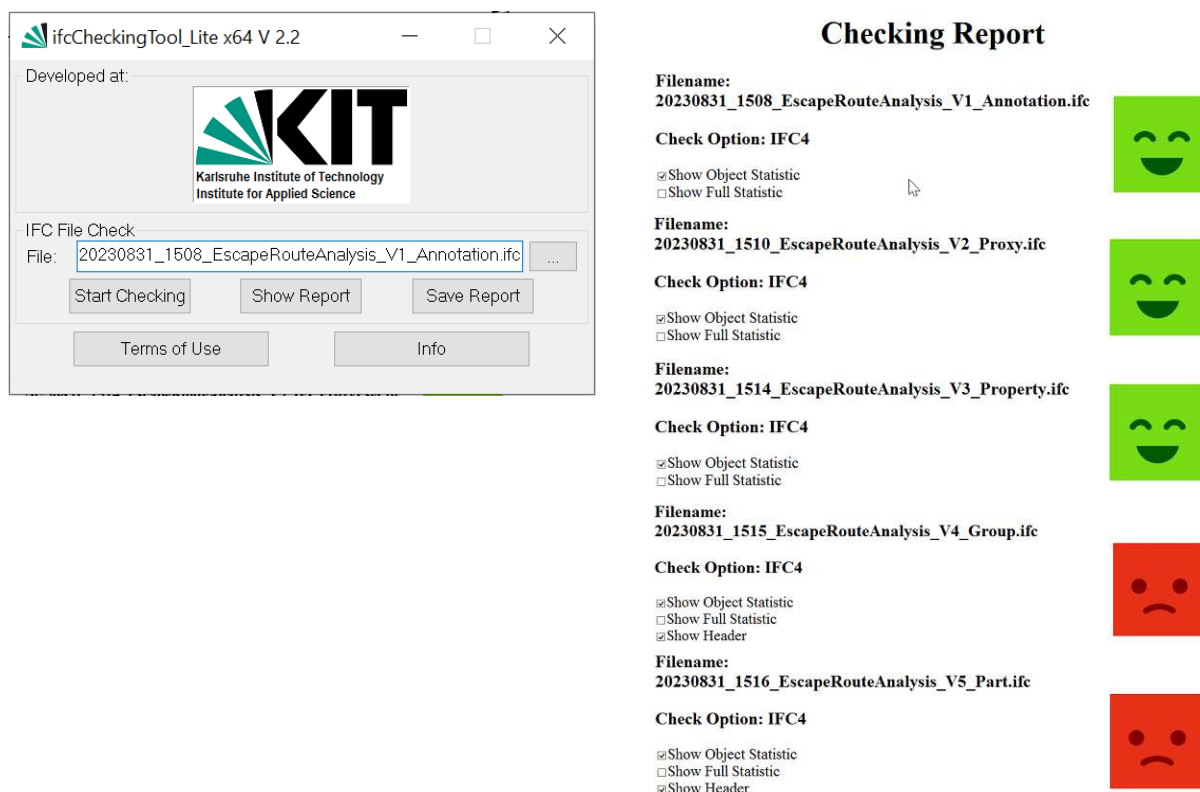 ifcCheckingTool_Lite x64 V 2.2
Developed at:
KIT
Karlsruhe Institute of Technology
Institute for Applied Science
IFC File Check
File:
20230831_1508_EscapeRouteAnalysis_V1_Annotation.ifc
...
Start Checking
Show Report
Save Report
Terms of Use
Info
Checking Report
Filename:
20230831_1508_EscapeRouteAnalysis_V1_Annotation.ifc
Check Option: IFC4
Show Object Statistic
Show Full Statistic
Filename:
20230831_1510_EscapeRouteAnalysis_V2_Proxy.ifc
Check Option: IFC4
Show Object Statistic
Show Full Statistic
Filename:
20230831_1514_EscapeRouteAnalysis_V3_Property.ifc
Check Option: IFC4
Show Object Statistic
Show Full Statistic
Filename:
20230831_1515_EscapeRouteAnalysis_V4_Group.ifc
Check Option: IFC4
Show Object Statistic
Show Full Statistic
Show Header
Filename:
20230831_1516_EscapeRouteAnalysis_V5_Part.ifc
Check Option: IFC4
Show Object Statistic
Show Full Statistic
Show Header